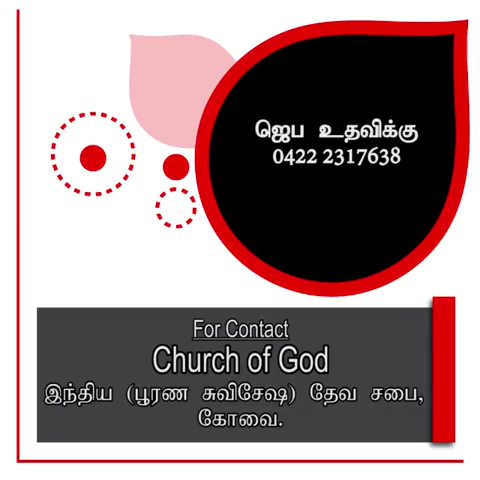 ஜெப உதவிக்கு
0422 2317638
For Contact
Church of God
இந்திய (பூரண சுவிசேஷ) தேவ சபை,
கோவை.